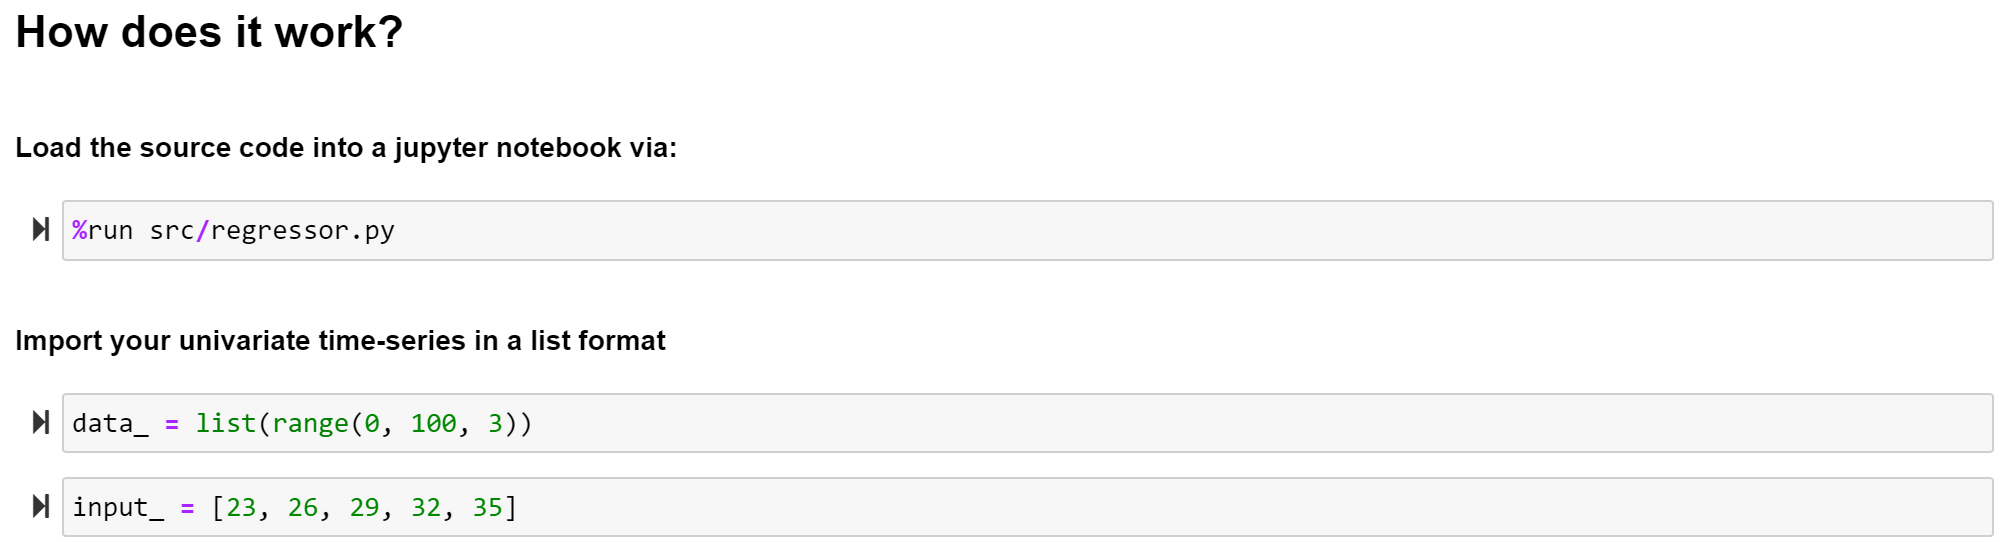 How does it work?
Load the source code into a jupyter notebook via:
%run src/regressor.py
Import your univariate time-series in a list format
data_ = list(range(0, 100, 3))
input_ = [23, 26, 29, 32, 35]